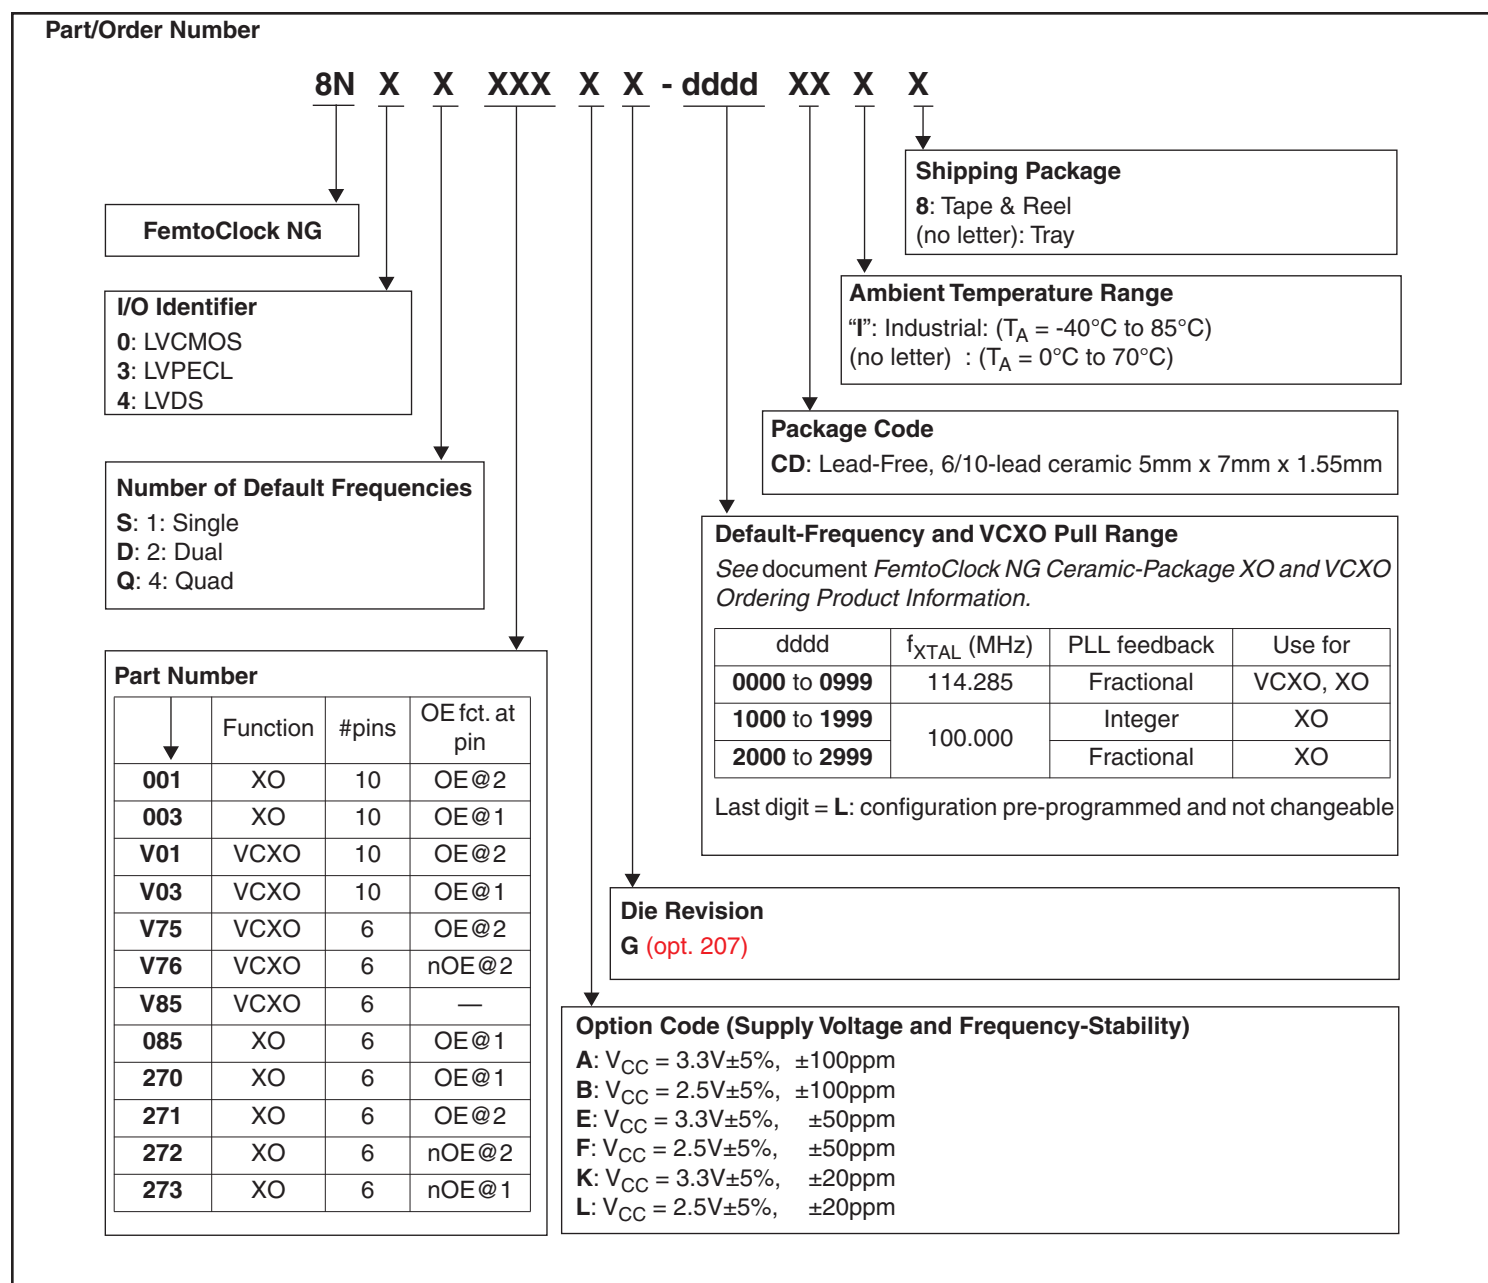 Part/Order Number
8N X X XXX X X - dddd XX X X
Shipping Package
8: Tape & Reel
(no letter): Tray
FemtoClock NG
Ambient Temperature Range
“I”: Industrial: (TA = -40°C to 85°C)
(no letter) : (TA = 0°C to 70°C)
I/O Identifier
0: LVCMOS
3: LVPECL
4: LVDS
Package Code
CD: Lead-Free, 6/10-lead ceramic 5mm x 7mm x 1.55mm
Number of Default Frequencies
S: 1: Single
D: 2: Dual
Q: 4: Quad
Default-Frequency and VCXO Pull Range
See document FemtoClock NG Ceramic-Package XO and VCXO
Ordering Product Information.
dddd fXTAL (MHz) PLL feedback Use for
0000 to 0999 114.285 Fractional VCXO, XO
1000 to 1999 100.000 Integer XO
2000 to 2999 Fractional XO
Last digit = L: configuration pre-programmed and not changeable
Part Number
Function #pins OE fct. at
pin
001 XO 10 OE@2
003 XO 10 OE@1
V01 VCXO 10 OE@2
V03 VCXO 10 OE@1
V75 VCXO 6 OE@2
V76 VCXO 6 nOE@2
V85 VCXO 6 —
085 XO 6 OE@1
270 XO 6 OE@1
271 XO 6 OE@2
272 XO 6 nOE@2
273 XO 6 nOE@1
Die Revision
G (opt. 207)
Option Code (Supply Voltage and Frequency-Stability)
A: VCC = 3.3V±5%, ±100ppm
B: VCC = 2.5V±5%, ±100ppm
E: VCC = 3.3V±5%, ±50ppm
F: VCC = 2.5V±5%, ±50ppm
K: VCC = 3.3V±5%, ±20ppm
L: VCC = 2.5V±5%, ±20ppm